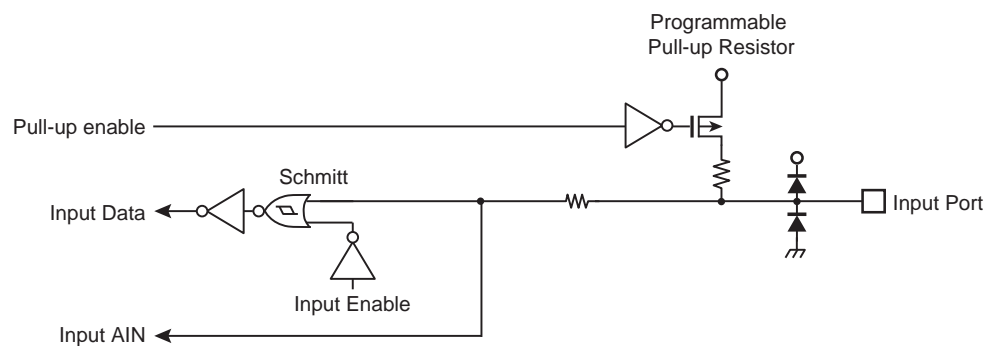 Programmable
Pull-up Resistor
Pull-up enable
Schmitt
Input Data
Input Port
Input Enable
Input AIN